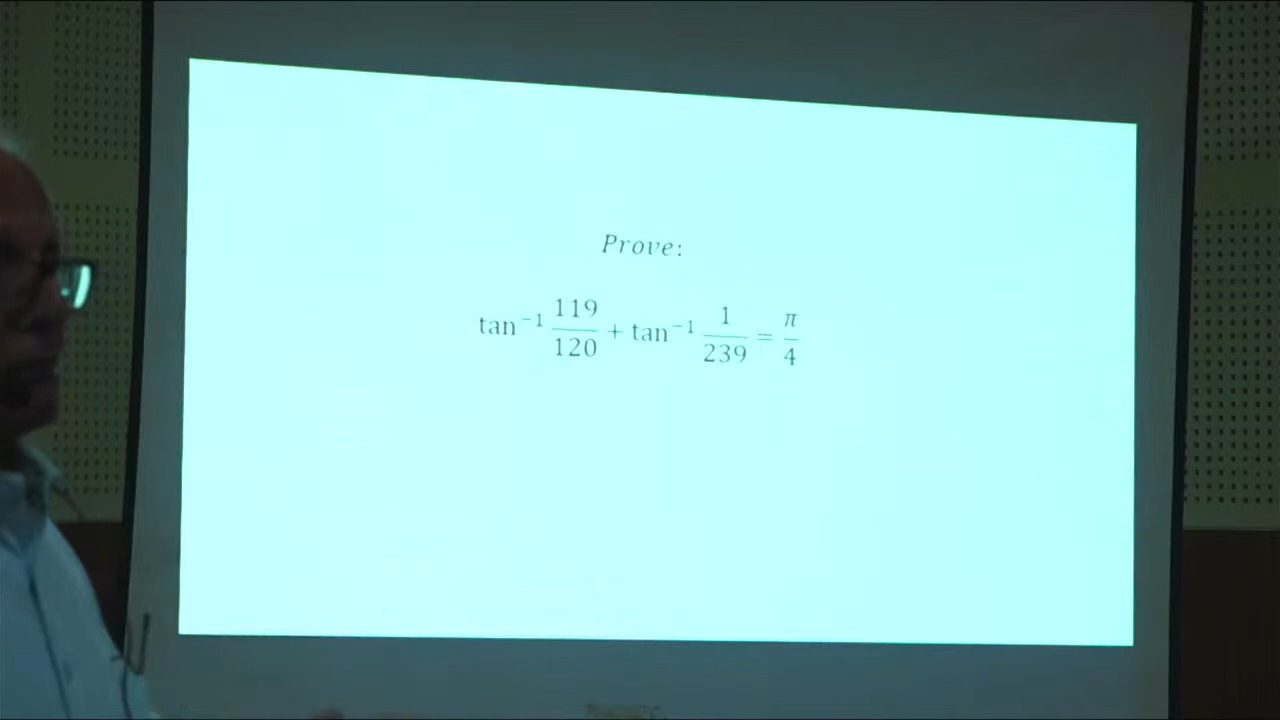 Prove:
tan⁻¹ 119/120 + tan⁻¹ 1/239 = π/4